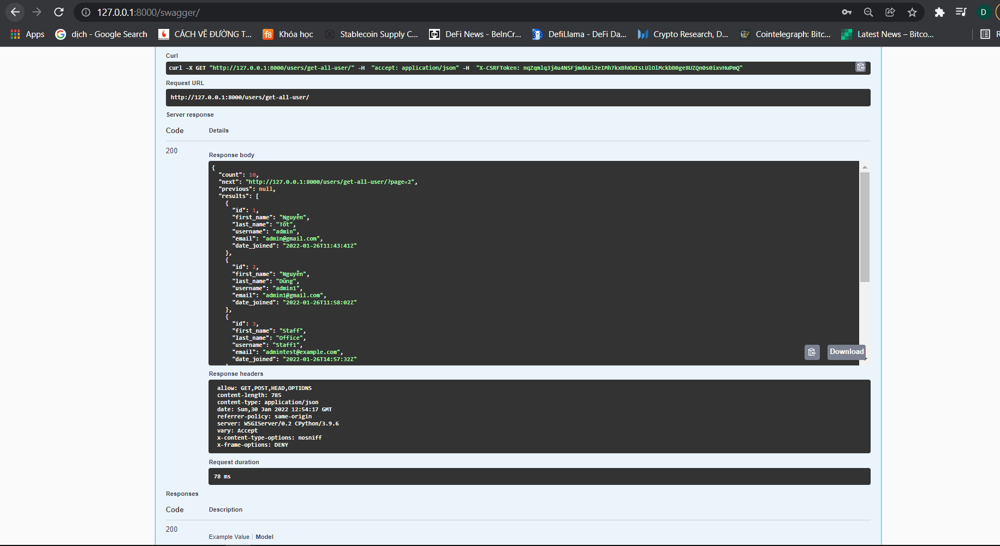 127.0.0.1:8000/swagger/
D
Apps
dịch - Google Search
CÁCH VẼ ĐƯỜNG T...
f8 Khóa học
Stablecoin Supply C...
DeFi News - BeInCr...
DefiLlama - DeFi Da...
Crypto Research, D...
Cointelegraph: Bitc...
Latest News – Bitco...
Curl
curl -X GET "http://127.0.0.1:8000/users/get-all-user/" -H  "accept: application/json" -H  "X-CSRFToken: nqZqmlq3j4u4N5FjmdAxi2eIMh7kxBhKWIsLUlOlMckbB0ge8UZQn0s0ixvHuPmQ"
Request URL
http://127.0.0.1:8000/users/get-all-user/
Server response
Code Details
200
Response body
{
"count": 10,
"next": "http://127.0.0.1:8000/users/get-all-user/?page=2",
"previous": null,
"results": [
{
"id": 1,
"first_name": "Nguyễn",
"last_name": "Tốt",
"username": "admin",
"email": "admin@gmail.com",
"date_joined": "2022-01-26T11:43:41Z"
},
{
"id": 2,
"first_name": "Nguyễn",
"last_name": "Dũng",
"username": "admin1",
"email": "admin1@gmail.com",
"date_joined": "2022-01-26T11:58:02Z"
},
{
"id": 3,
"first_name": "Staff",
"last_name": "Office",
"username": "Staff1",
"email": "admintest@example.com",
"date_joined": "2022-01-26T14:57:32Z"
Download
Response headers
allow: GET,POST,HEAD,OPTIONS
content-length: 785
content-type: application/json
date: Sun,30 Jan 2022 12:54:17 GMT
referrer-policy: same-origin
server: WSGIServer/0.2 CPython/3.9.6
vary: Accept
x-content-type-options: nosniff
x-frame-options: DENY
Request duration
78 ms
Responses
Code Description
200
Example Value Model